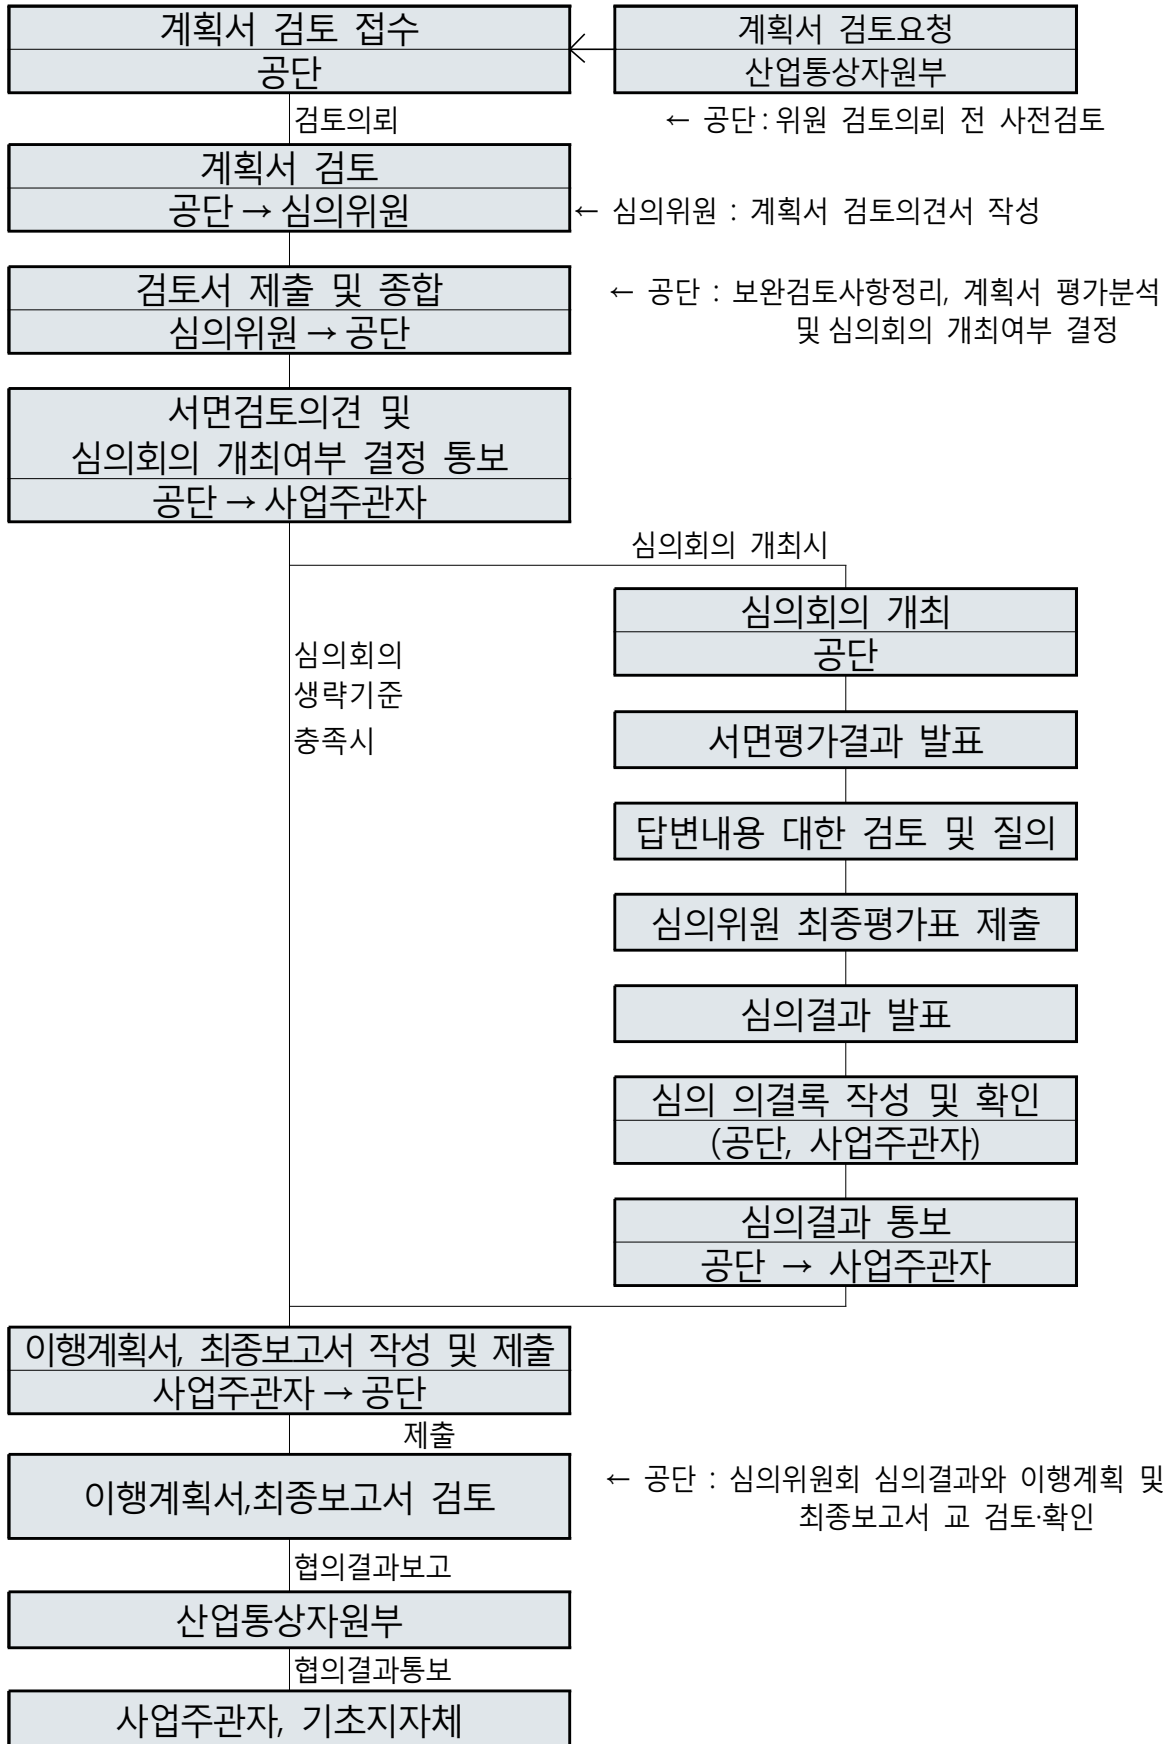 계획서 검토 접수
공단
계획서 검토요청
산업통상자원부
검토의뢰
← 공단 : 위원 검토의뢰 전 사전검토
계획서 검토
공단 → 심의위원
← 심의위원 : 계획서 검토의견서 작성
검토서 제출 및 종합
심의위원 → 공단
← 공단 : 보완검토사항정리, 계획서 평가분석
및 심의회의 개최여부 결정
서면검토의견 및
심의회의 개최여부 결정 통보
공단 → 사업주관자
심의회의 개최시
심의회의
생략기준
충족시
심의회의 개최
공단
서면평가결과 발표
답변내용 대한 검토 및 질의
심의위원 최종평가표 제출
심의결과 발표
심의 의결록 작성 및 확인
(공단, 사업주관자)
심의결과 통보
공단 → 사업주관자
이행계획서, 최종보고서 작성 및 제출
사업주관자 → 공단
제출
이행계획서,최종보고서 검토
← 공단 : 심의위원회 심의결과와 이행계획 및
최종보고서 교 검토·확인
협의결과보고
산업통상자원부
협의결과통보
사업주관자, 기초지자체